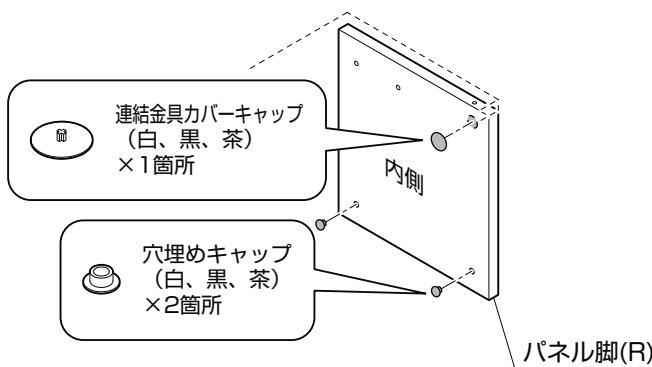 連結金具カバーキャップ
（白、黒、茶）
×1箇所
内側
穴埋めキャップ
（白、黒、茶）
×2箇所
パネル脚(R)